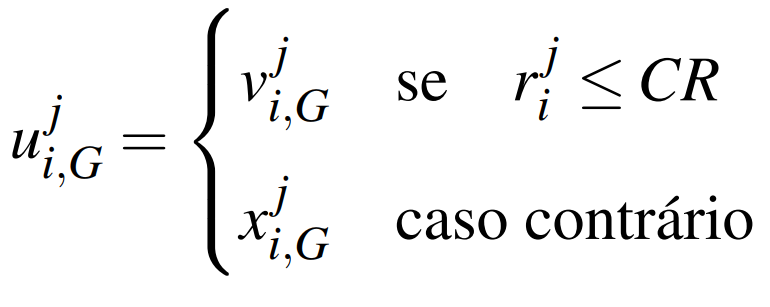 v^j_{i,G} se r^j_i ≤ CR
u^j_{i,G} = {
x^j_{i,G} caso contrário